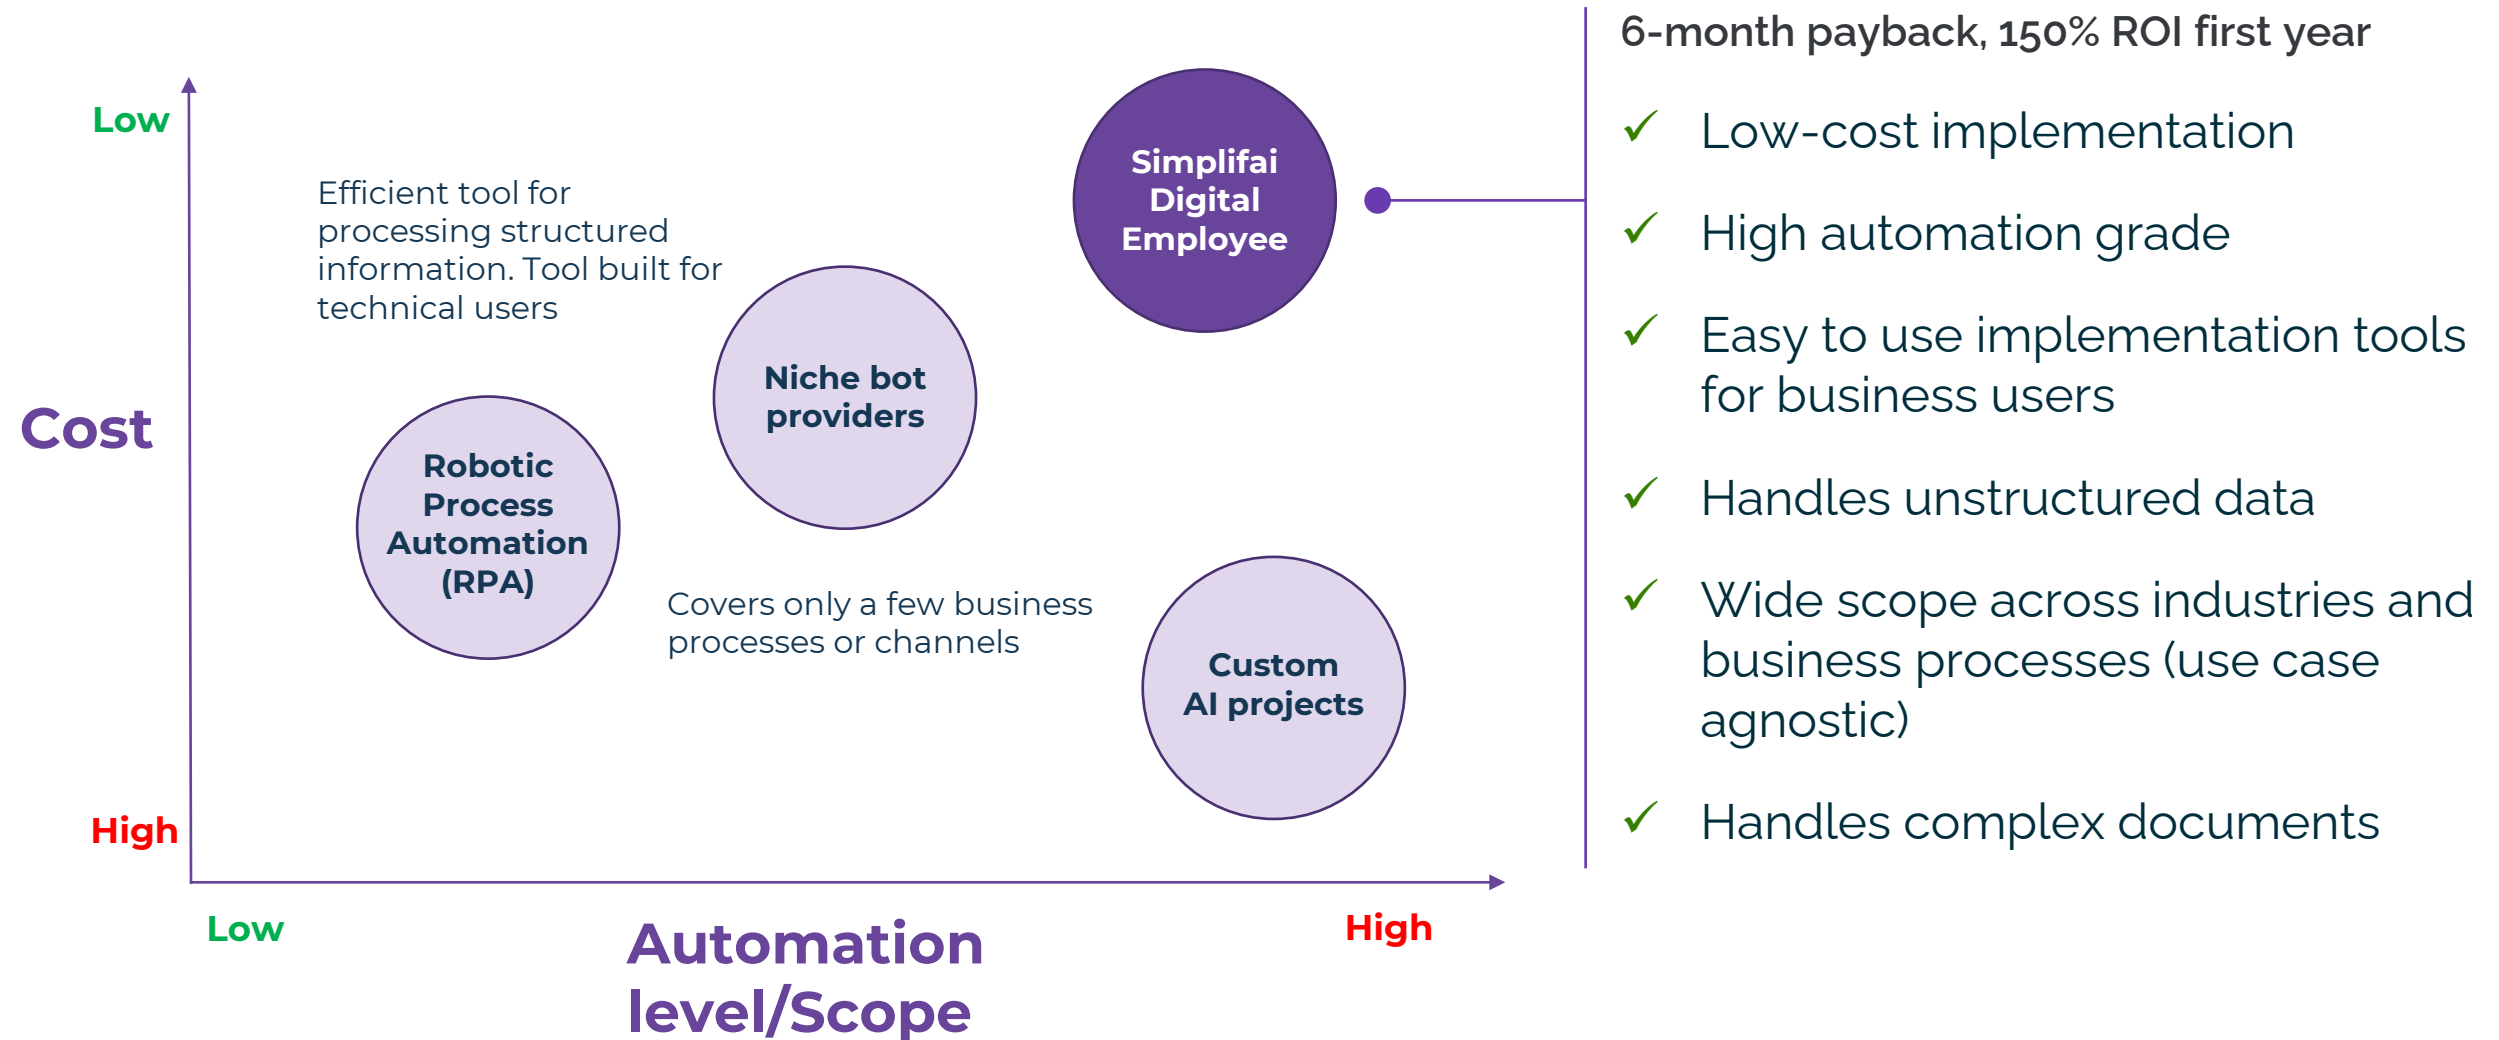 6-month payback, 150% ROI first year
Low
Efficient tool for
processing structured
information. Tool built for
technical users
Simplifai
Digital
Employee
Niche bot
providers
Cost
Robotic
Process
Automation
(RPA)
Covers only a few business
processes or channels
Custom
AI projects
High
Low
High
Automation
level/Scope
Low-cost implementation
High automation grade
Easy to use implementation tools
for business users
Handles unstructured data
Wide scope across industries and
business processes (use case
agnostic)
Handles complex documents